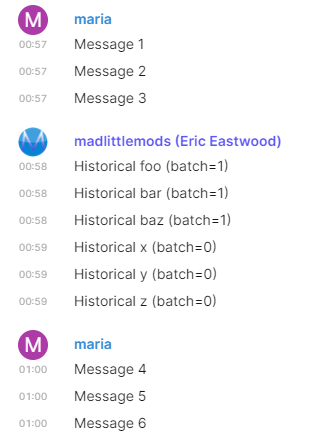 M maria
00:57 Message 1
00:57 Message 2
00:57 Message 3
madlittlemods (Eric Eastwood)
00:58 Historical foo (batch=1)
00:58 Historical bar (batch=1)
00:58 Historical baz (batch=1)
00:59 Historical x (batch=0)
00:59 Historical y (batch=0)
00:59 Historical z (batch=0)
M maria
01:00 Message 4
01:00 Message 5
01:00 Message 6